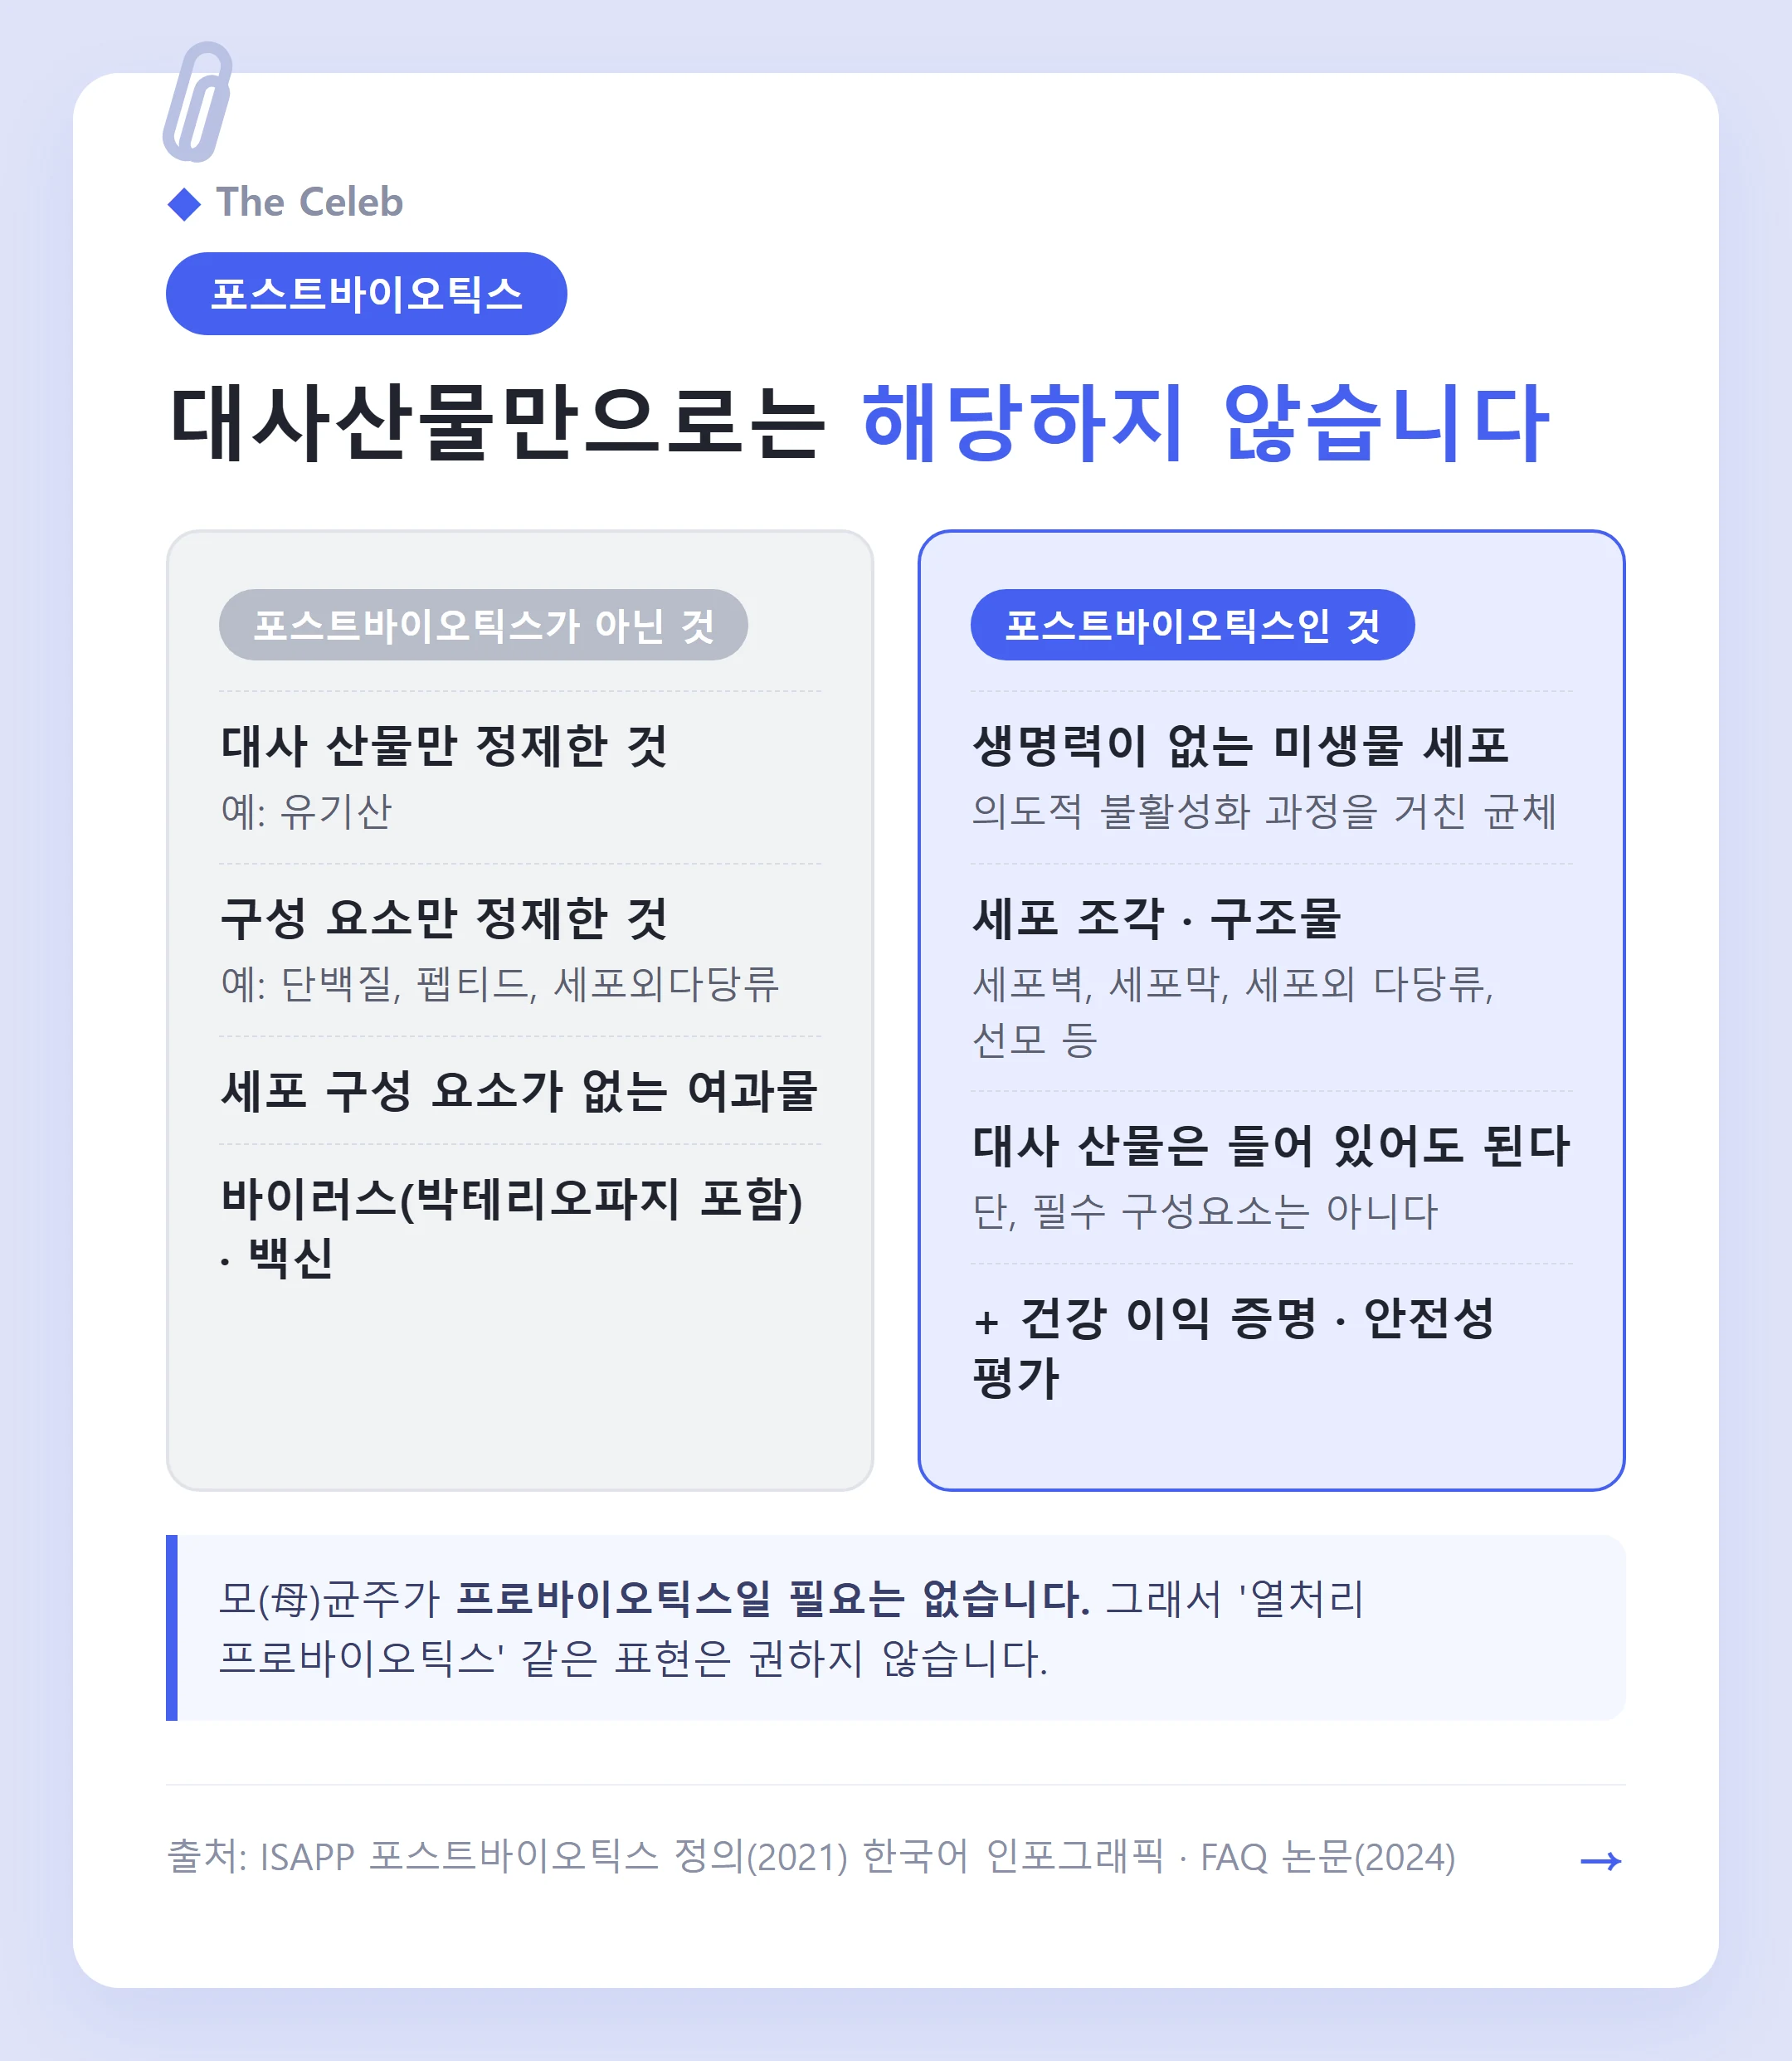 ◆ The Celeb
포스트바이오틱스
대사산물만으로는 해당하지 않습니다
포스트바이오틱스가 아닌 것
대사 산물만 정제한 것
예: 유기산
구성 요소만 정제한 것
예: 단백질, 펩티드, 세포외다당류
세포 구성 요소가 없는 여과물
바이러스(박테리오파지 포함)
· 백신
포스트바이오틱스인 것
생명력이 없는 미생물 세포
의도적 불활성화 과정을 거친 균체
세포 조각 · 구조물
세포벽, 세포막, 세포외 다당류,
선모 등
대사 산물은 들어 있어도 된다
단, 필수 구성요소는 아니다
+ 건강 이익 증명 · 안전성
평가
모(母)균주가 프로바이오틱스일 필요는 없습니다. 그래서 '열처리
프로바이오틱스' 같은 표현은 권하지 않습니다.
출처: ISAPP 포스트바이오틱스 정의(2021) 한국어 인포그래픽 · FAQ 논문(2024) →